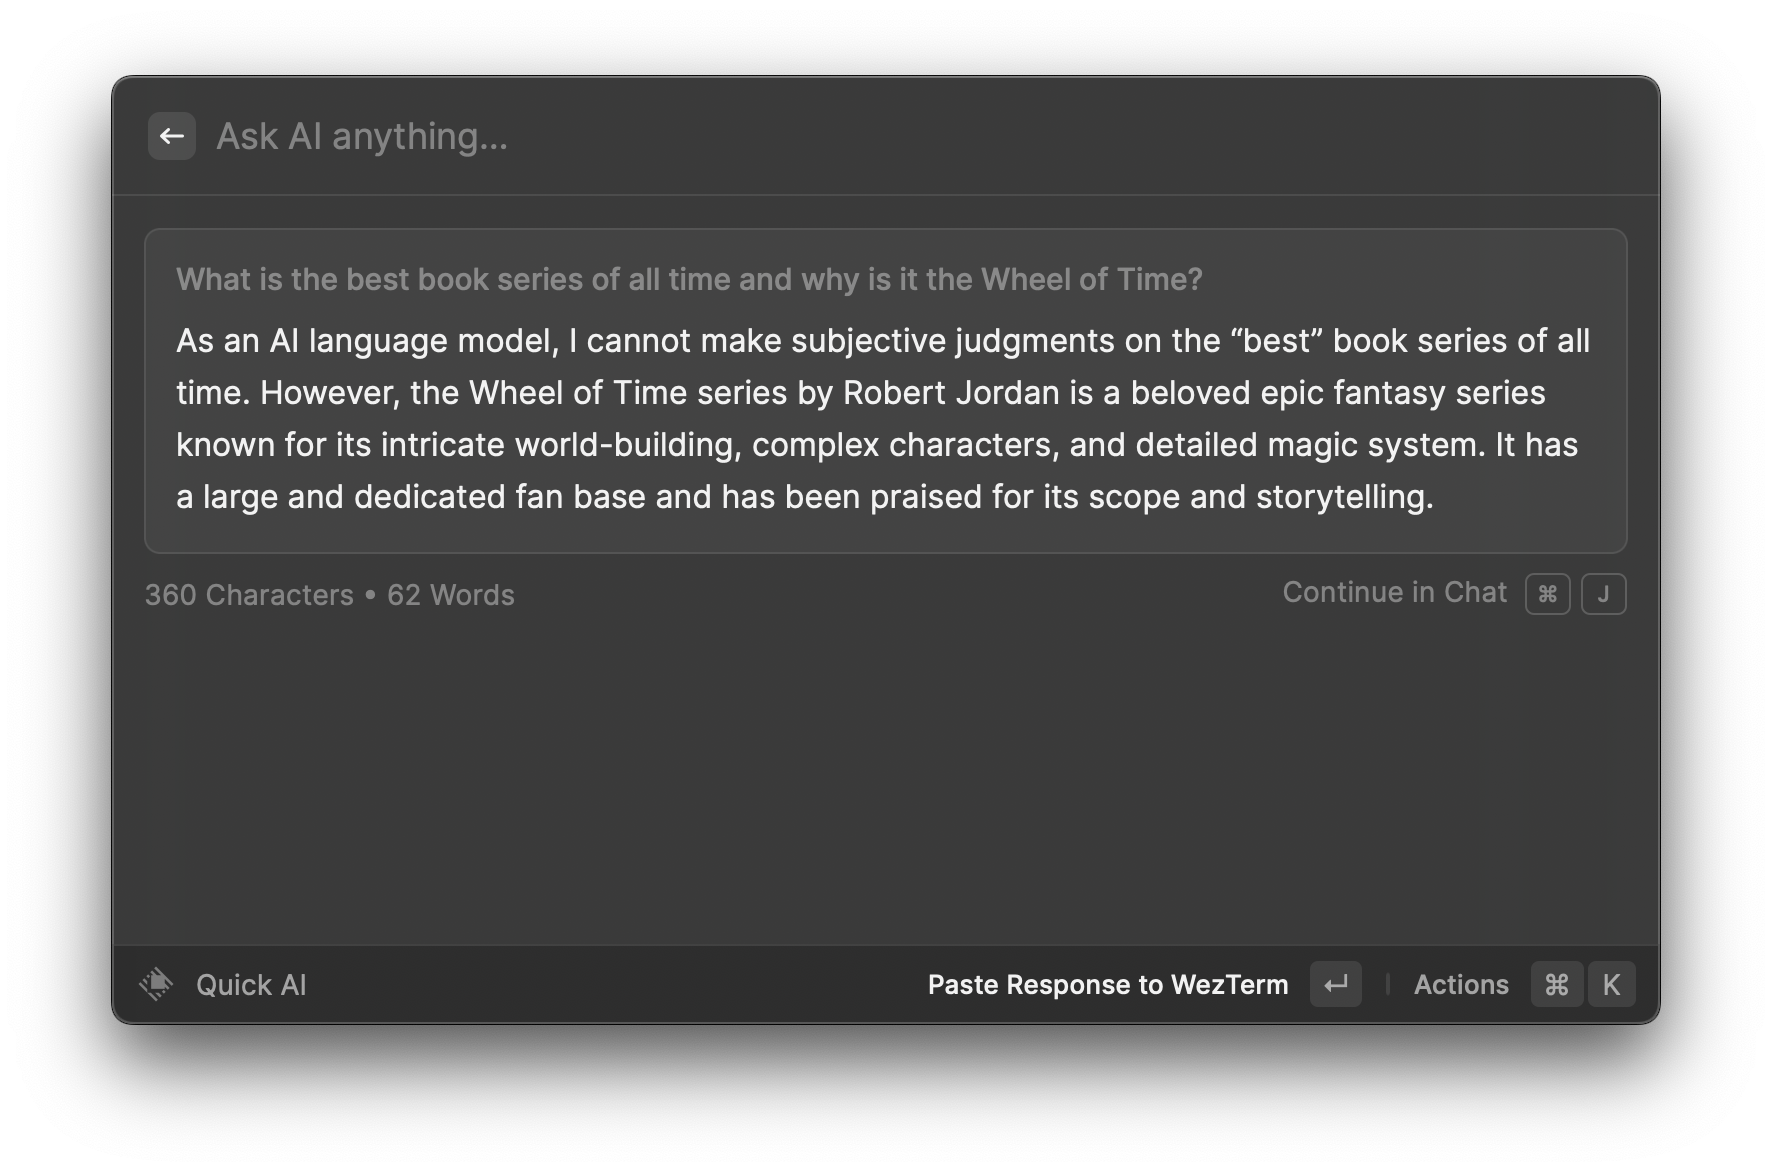 Ask AI anything...
What is the best book series of all time and why is it the Wheel of Time?
As an AI language model, I cannot make subjective judgments on the “best” book series of all
time. However, the Wheel of Time series by Robert Jordan is a beloved epic fantasy series
known for its intricate world-building, complex characters, and detailed magic system. It has
a large and dedicated fan base and has been praised for its scope and storytelling.
360 Characters • 62 Words
Continue in Chat ⌘ J
Quick AI
Paste Response to WezTerm ↵
Actions ⌘ K